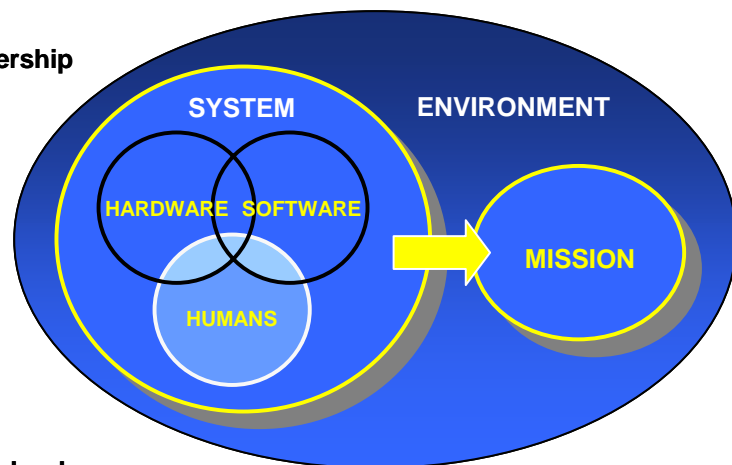 ership
SYSTEM
ENVIRONMENT
HARDWARE
SOFTWARE
MISSION
HUMANS